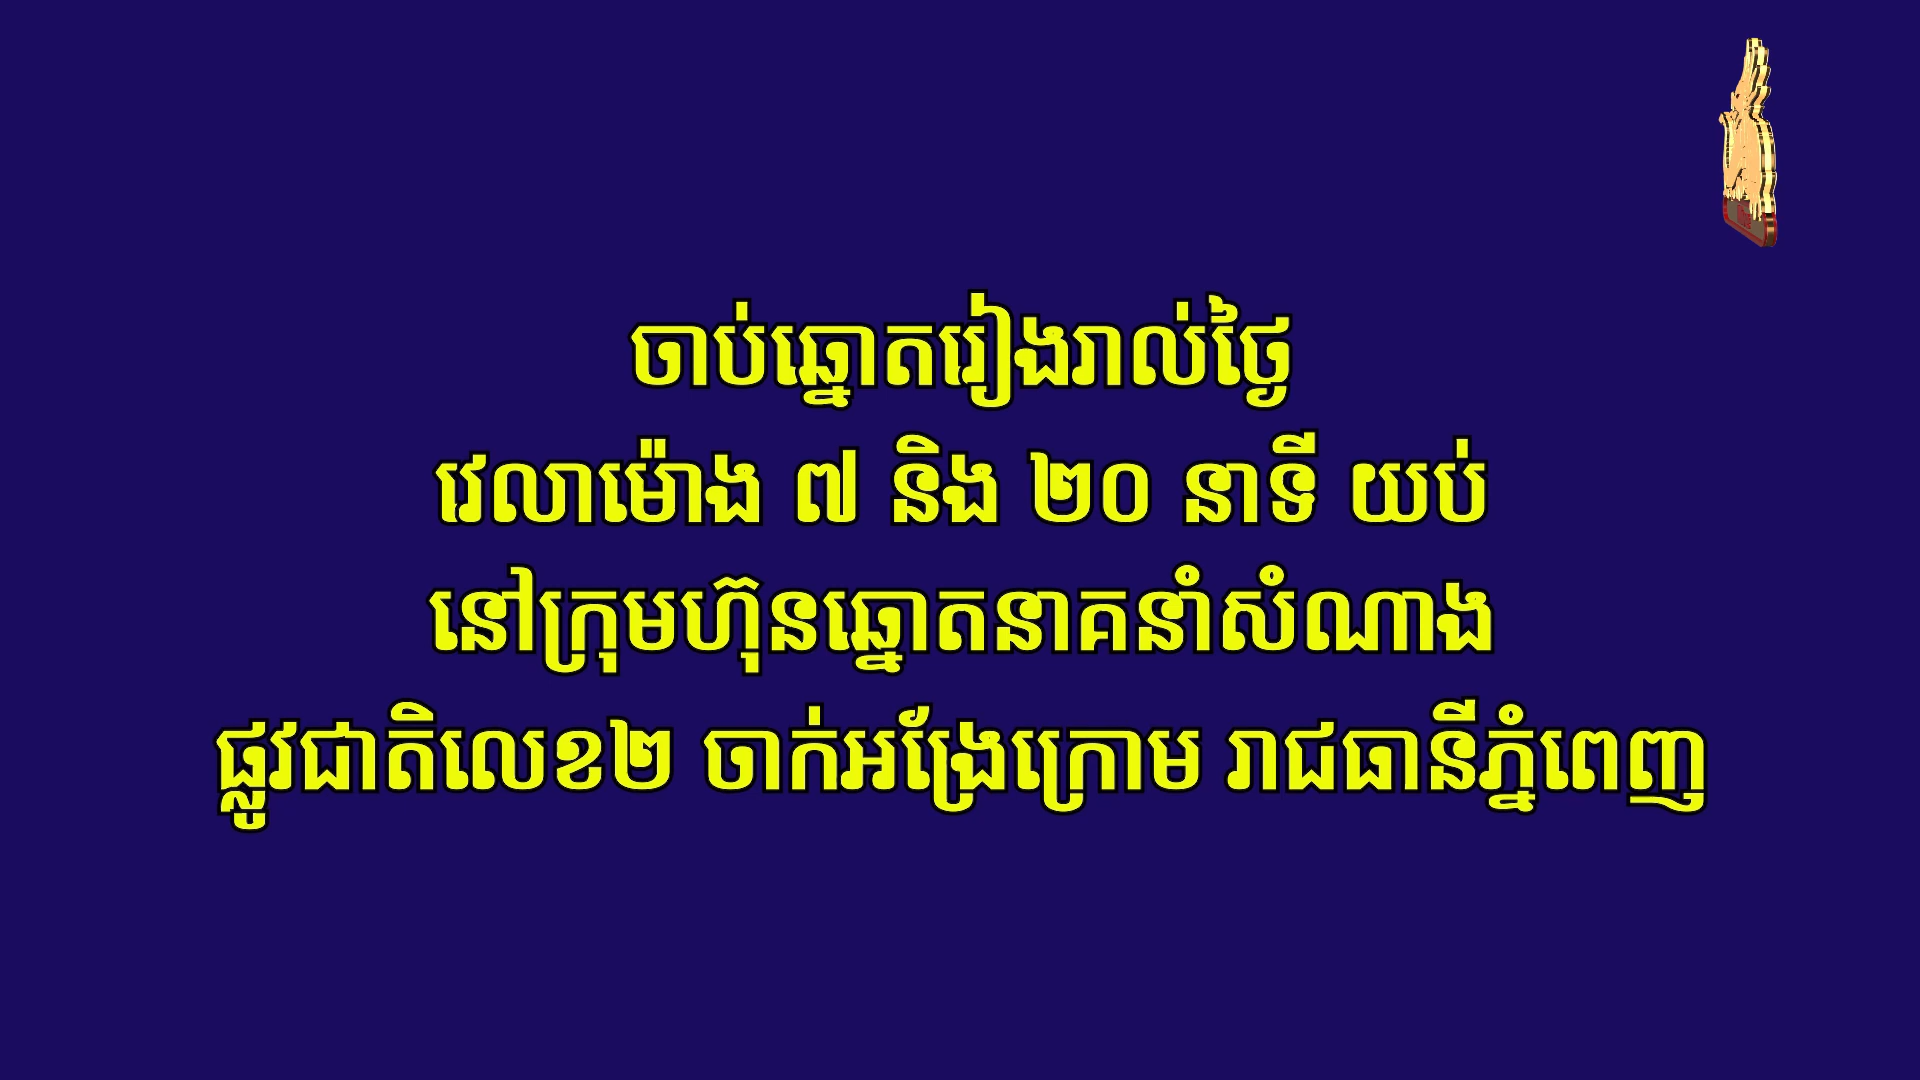 ចាប់ឆ្នោតរៀងរាល់ថ្ងៃ
វេលាម៉ោង ៧ និង ២០ នាទី យប់
នៅក្រុមហ៊ុនឆ្នោតនាគនាំសំណាង
ផ្លូវជាតិលេខ២ ចាក់អង្រែក្រោម រាជធានីភ្នំពេញ